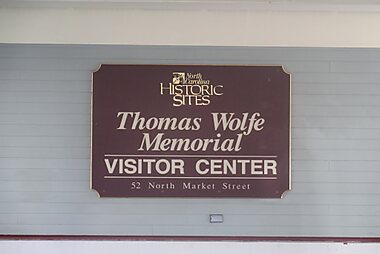 North
Carolina
HISTORIC
SITES
Thomas Wolfe
Memorial
VISITOR CENTER
52 North Market Street